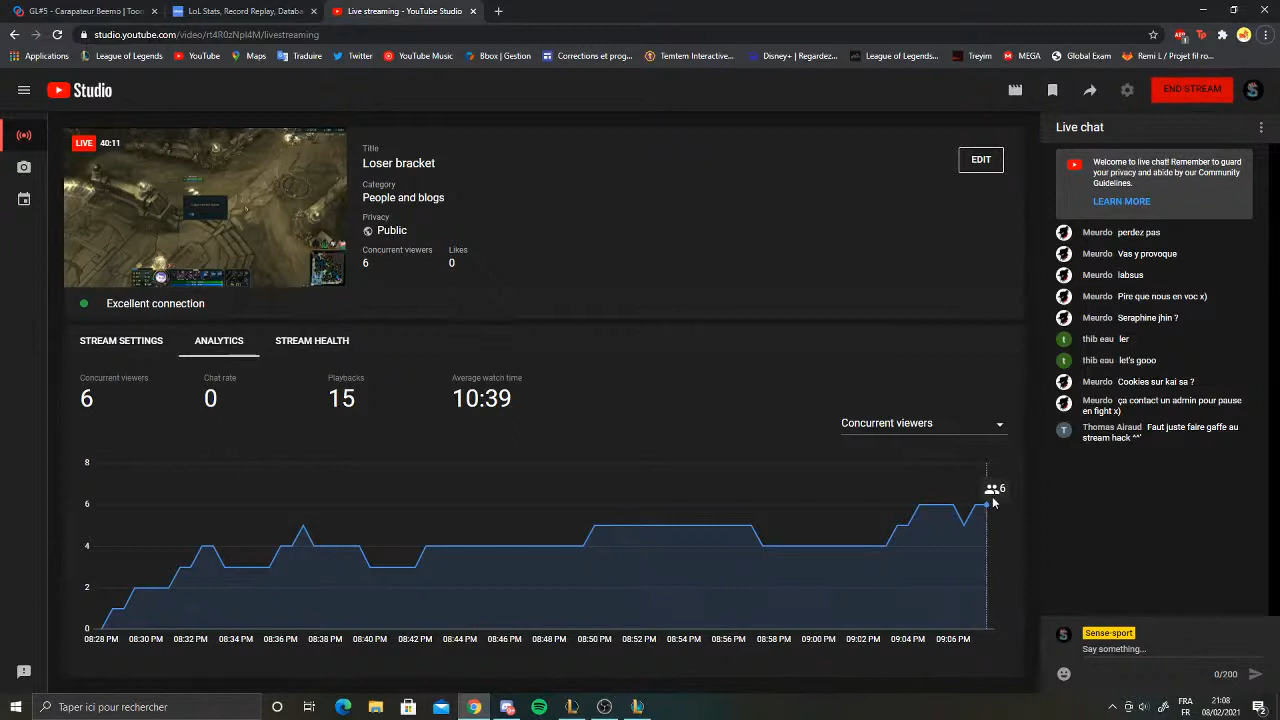 GL#5 - Carapateur Beemo | Toorn
LoL Stats, Record Replay, Databa
Live streaming - YouTube Studio
studio.youtube.com/video/rt4R0zNpI4M/livestreaming
Applications League of Legends YouTube Maps Traduire Twitter YouTube Music Bbox | Gestion Corrections et prog... Temtem Interactive... Disney+ | Regardez... League of Legends... Treyim MEGA Global Exam Remi L / Projet fil ro...
Studio
END STREAM
LIVE 40:11
Title
Loser bracket
EDIT
Category
People and blogs
Privacy
Public
Concurrent viewers Likes
6 0
Excellent connection
STREAM SETTINGS ANALYTICS STREAM HEALTH
Concurrent viewers Chat rate Playbacks Average watch time
6 0 15 10:39
Concurrent viewers
8
6
6
4
2
0
08:28 PM 08:30 PM 08:32 PM 08:34 PM 08:36 PM 08:38 PM 08:40 PM 08:42 PM 08:44 PM 08:46 PM 08:48 PM 08:50 PM 08:52 PM 08:54 PM 08:56 PM 08:58 PM 09:00 PM 09:02 PM 09:04 PM 09:06 PM
Live chat
Welcome to live chat! Remember to guard
your privacy and abide by our Community
Guidelines.
LEARN MORE
Meurdo perdez pas
Meurdo Vas y provoque
Meurdo labsus
Meurdo Pire que nous en voc x)
Meurdo Seraphine jhin ?
thib eau ler
thib eau let's gooo
Meurdo Cookies sur kai sa ?
Meurdo ça contact un admin pour pause
en fight x)
Thomas Airaud Faut juste faire gaffe au
stream hack ^^'
Sense-sport
Say something...
0/200
Taper ici pour rechercher
FRA 21:08
FR 08/02/2021